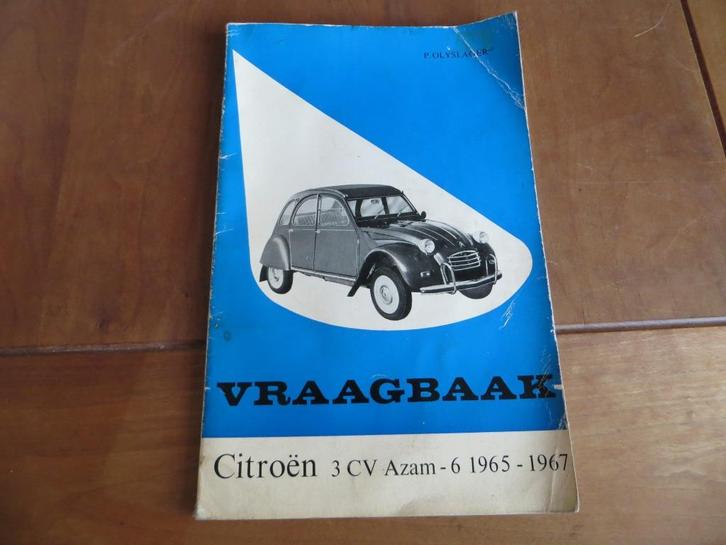 P. OLYSLAGER
VRAAGBAAK
Citroën 3 CV Azam - 6 1965 - 1967